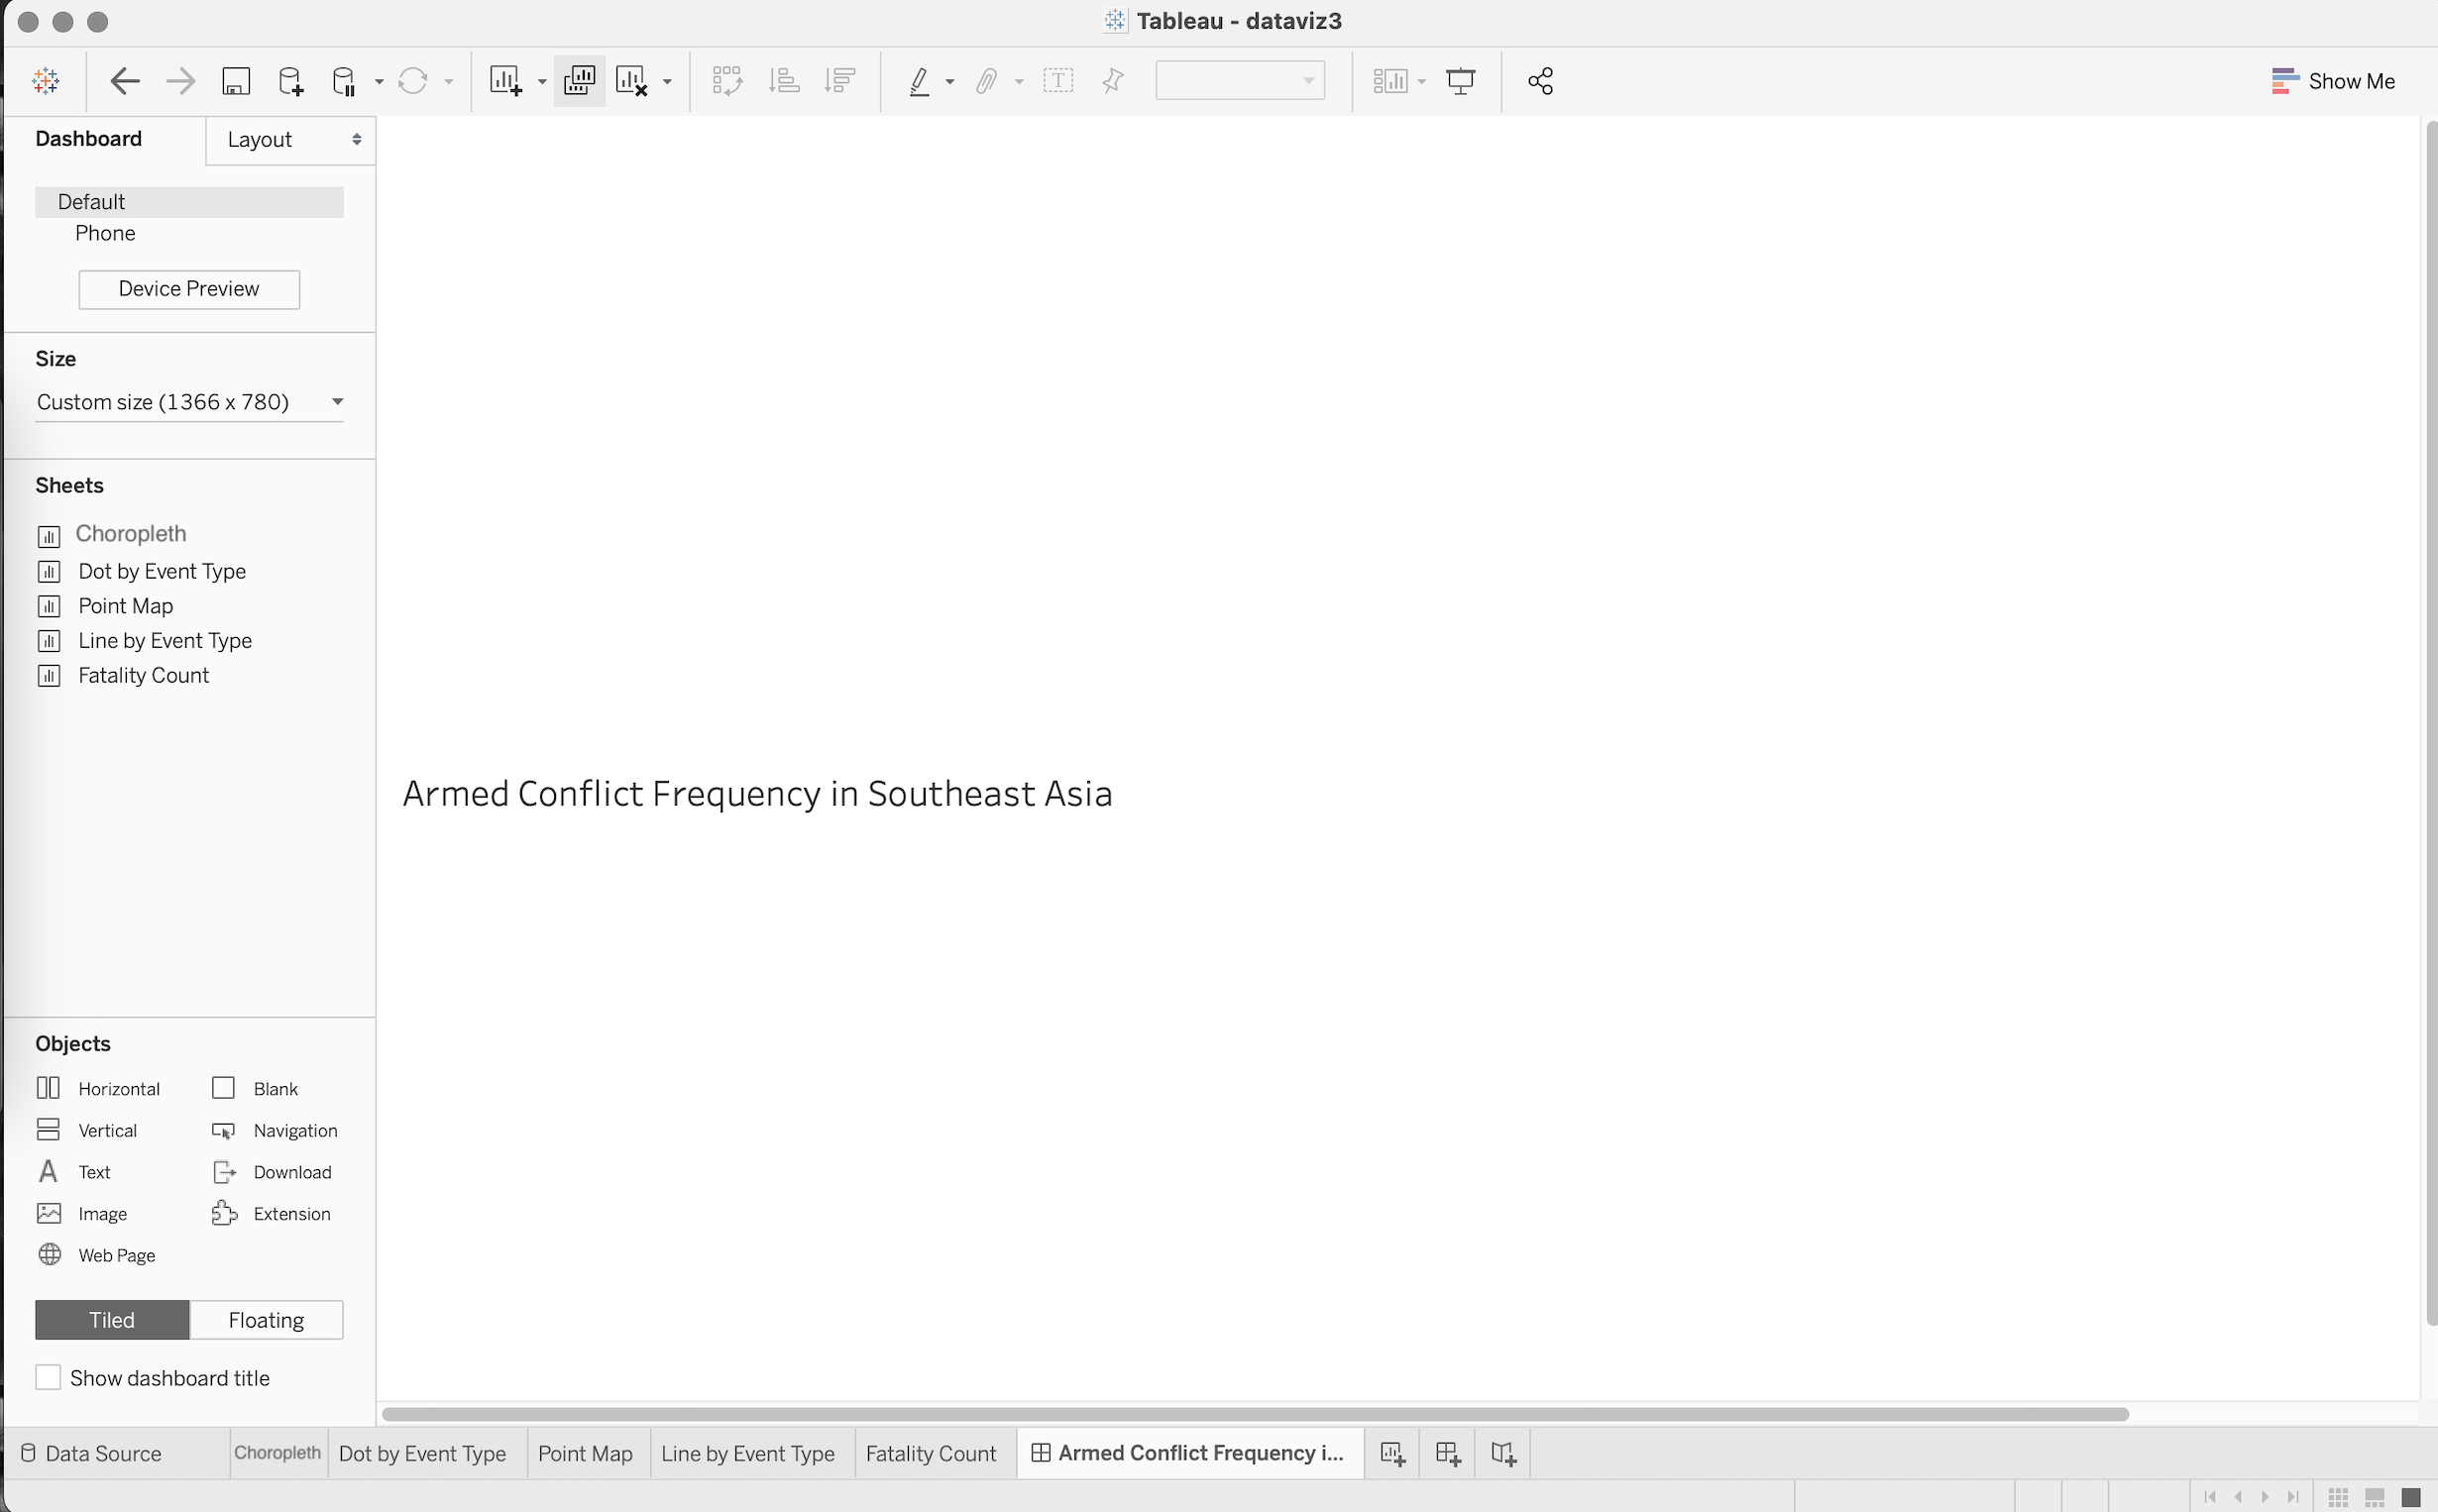 Tableau - dataviz3
Show Me
Dashboard
Layout
Default
Phone
Device Preview
Size
Custom size (1366 x 780)
Sheets
Choropleth
Dot by Event Type
Point Map
Line by Event Type
Fatality Count
Armed Conflict Frequency in Southeast Asia
Objects
Horizontal
Blank
Vertical
Navigation
Text
Download
Image
Extension
Web Page
Tiled
Floating
Show dashboard title
Data Source
Choropleth
Dot by Event Type
Point Map
Line by Event Type
Fatality Count
Armed Conflict Frequency i...